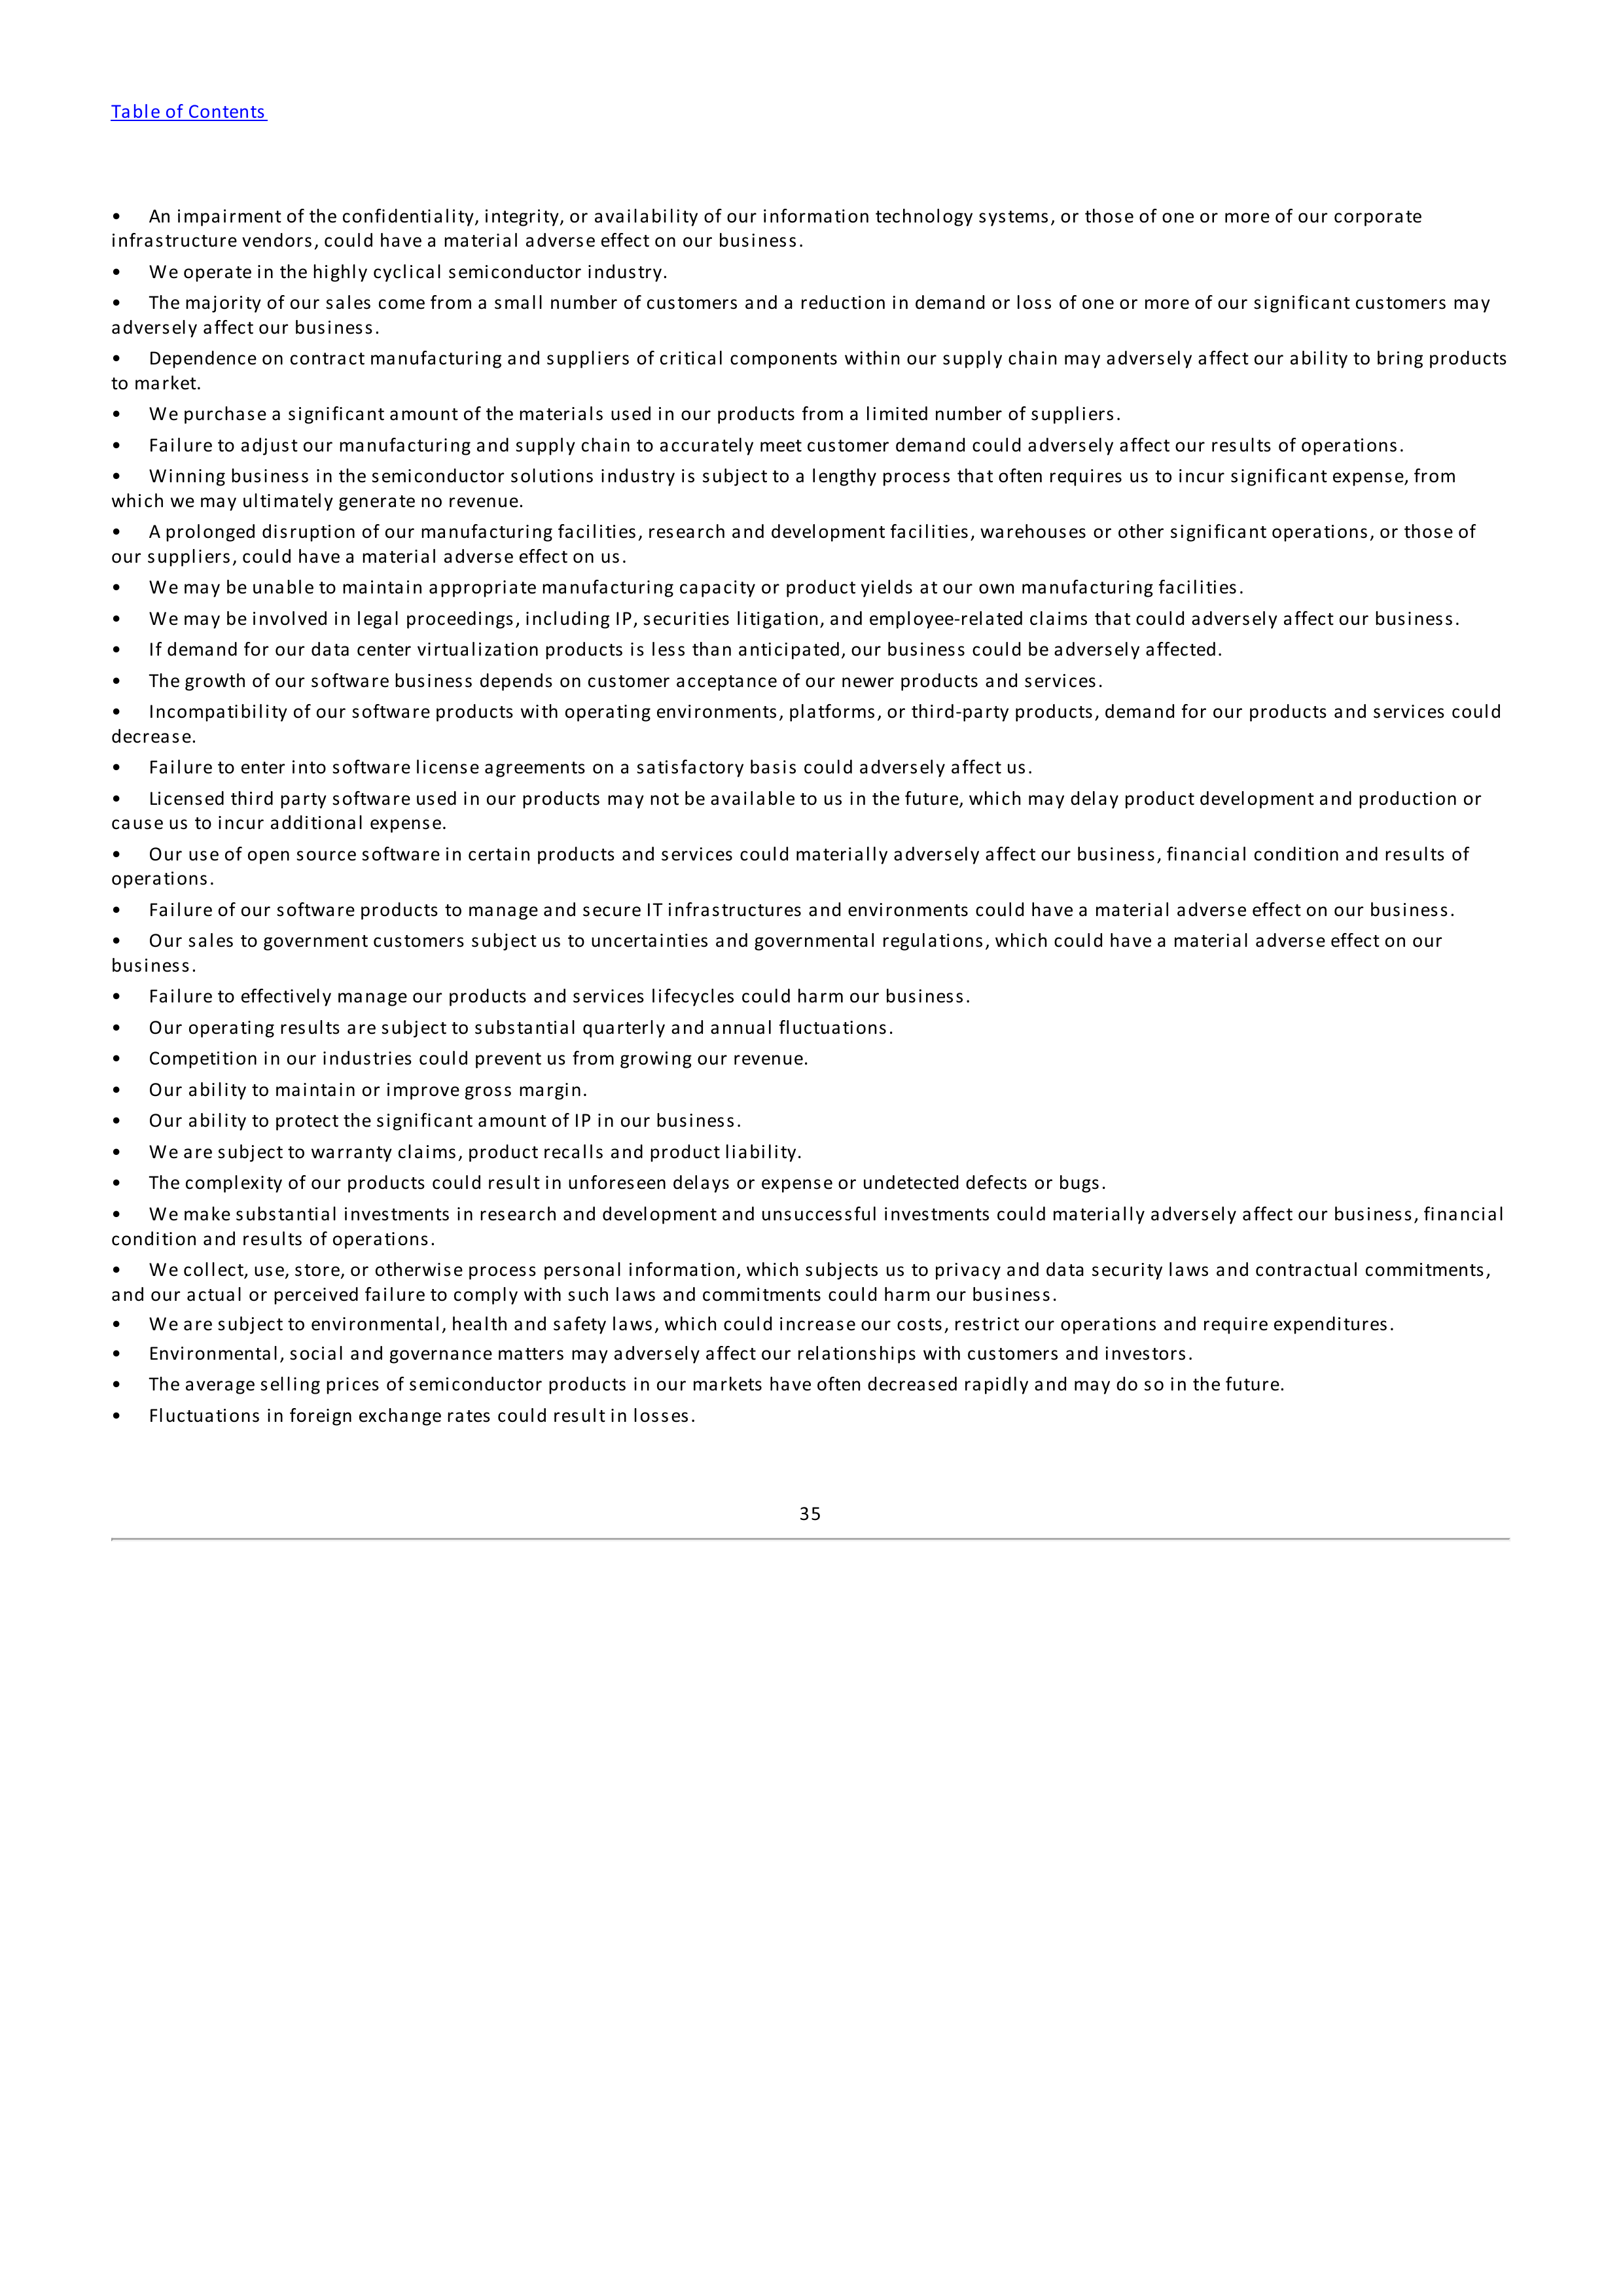 Table of Contents
• An impairment of the confidentiality, integrity, or availability of our information technology systems, or those of one or more of our corporate
infrastructure vendors, could have a material adverse effect on our business.
• We operate in the highly cyclical semiconductor industry.
• The majority of our sales come from a small number of customers and a reduction in demand or loss of one or more of our significant customers may
adversely affect our business.
• Dependence on contract manufacturing and suppliers of critical components within our supply chain may adversely affect our ability to bring products
to market.
• We purchase a significant amount of the materials used in our products from a limited number of suppliers.
• Failure to adjust our manufacturing and supply chain to accurately meet customer demand could adversely affect our results of operations.
• Winning business in the semiconductor solutions industry is subject to a lengthy process that often requires us to incur significant expense, from
which we may ultimately generate no revenue.
• A prolonged disruption of our manufacturing facilities, research and development facilities, warehouses or other significant operations, or those of
our suppliers, could have a material adverse effect on us.
• We may be unable to maintain appropriate manufacturing capacity or product yields at our own manufacturing facilities.
• We may be involved in legal proceedings, including IP, securities litigation, and employee-related claims that could adversely affect our business.
• If demand for our data center virtualization products is less than anticipated, our business could be adversely affected.
• The growth of our software business depends on customer acceptance of our newer products and services.
• Incompatibility of our software products with operating environments, platforms, or third-party products, demand for our products and services could
decrease.
• Failure to enter into software license agreements on a satisfactory basis could adversely affect us.
• Licensed third party software used in our products may not be available to us in the future, which may delay product development and production or
cause us to incur additional expense.
• Our use of open source software in certain products and services could materially adversely affect our business, financial condition and results of
operations.
• Failure of our software products to manage and secure IT infrastructures and environments could have a material adverse effect on our business.
• Our sales to government customers subject us to uncertainties and governmental regulations, which could have a material adverse effect on our
business.
• Failure to effectively manage our products and services lifecycles could harm our business.
• Our operating results are subject to substantial quarterly and annual fluctuations.
• Competition in our industries could prevent us from growing our revenue.
• Our ability to maintain or improve gross margin.
• Our ability to protect the significant amount of IP in our business.
• We are subject to warranty claims, product recalls and product liability.
• The complexity of our products could result in unforeseen delays or expense or undetected defects or bugs.
• We make substantial investments in research and development and unsuccessful investments could materially adversely affect our business, financial
condition and results of operations.
• We collect, use, store, or otherwise process personal information, which subjects us to privacy and data security laws and contractual commitments,
and our actual or perceived failure to comply with such laws and commitments could harm our business.
• We are subject to environmental, health and safety laws, which could increase our costs, restrict our operations and require expenditures.
• Environmental, social and governance matters may adversely affect our relationships with customers and investors.
• The average selling prices of semiconductor products in our markets have often decreased rapidly and may do so in the future.
• Fluctuations in foreign exchange rates could result in losses.
35